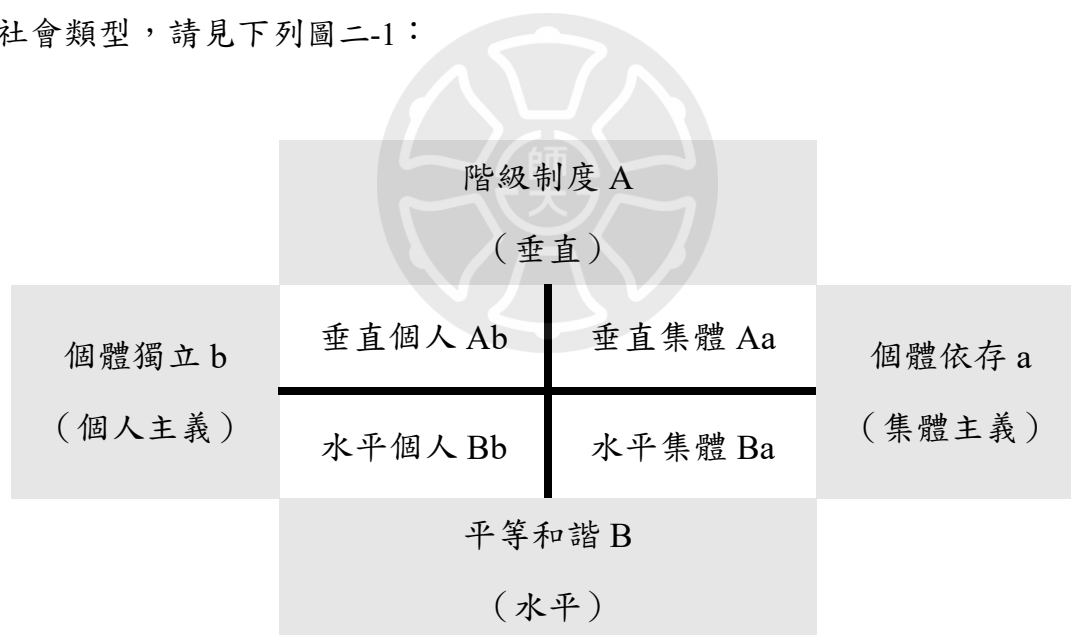 社會類型，請見下列圖二-1：
師大
階級制度 A
（垂直）
個體獨立 b
（個人主義）
垂直個人 Ab
垂直集體 Aa
個體依存 a
（集體主義）
水平個人 Bb
水平集體 Ba
平等和諧 B
（水平）